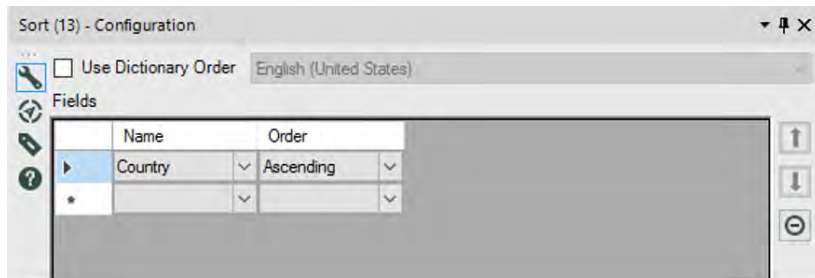 Sort (13) - Configuration
Use Dictionary Order English (United States)
Fields
Name Order
Country Ascending